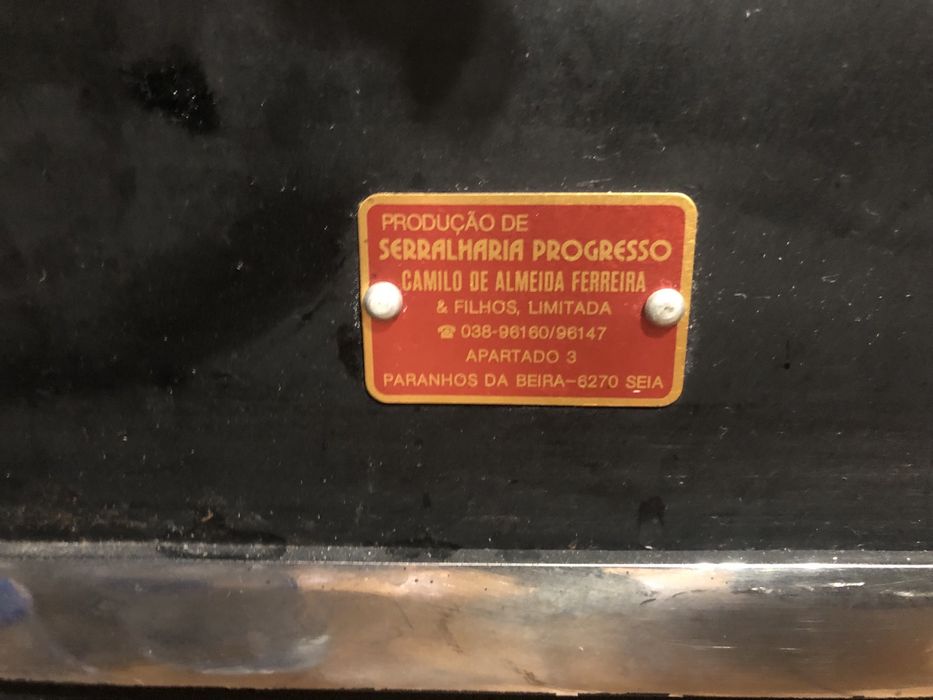 PRODUÇÃO DE
SERRALHARIA PROGRESSO
CAMILO DE ALMEIDA FERREIRA
& FILHOS, LIMITADA
☎ 038-96160/96147
APARTADO 3
PARANHOS DA BEIRA-6270 SEIA